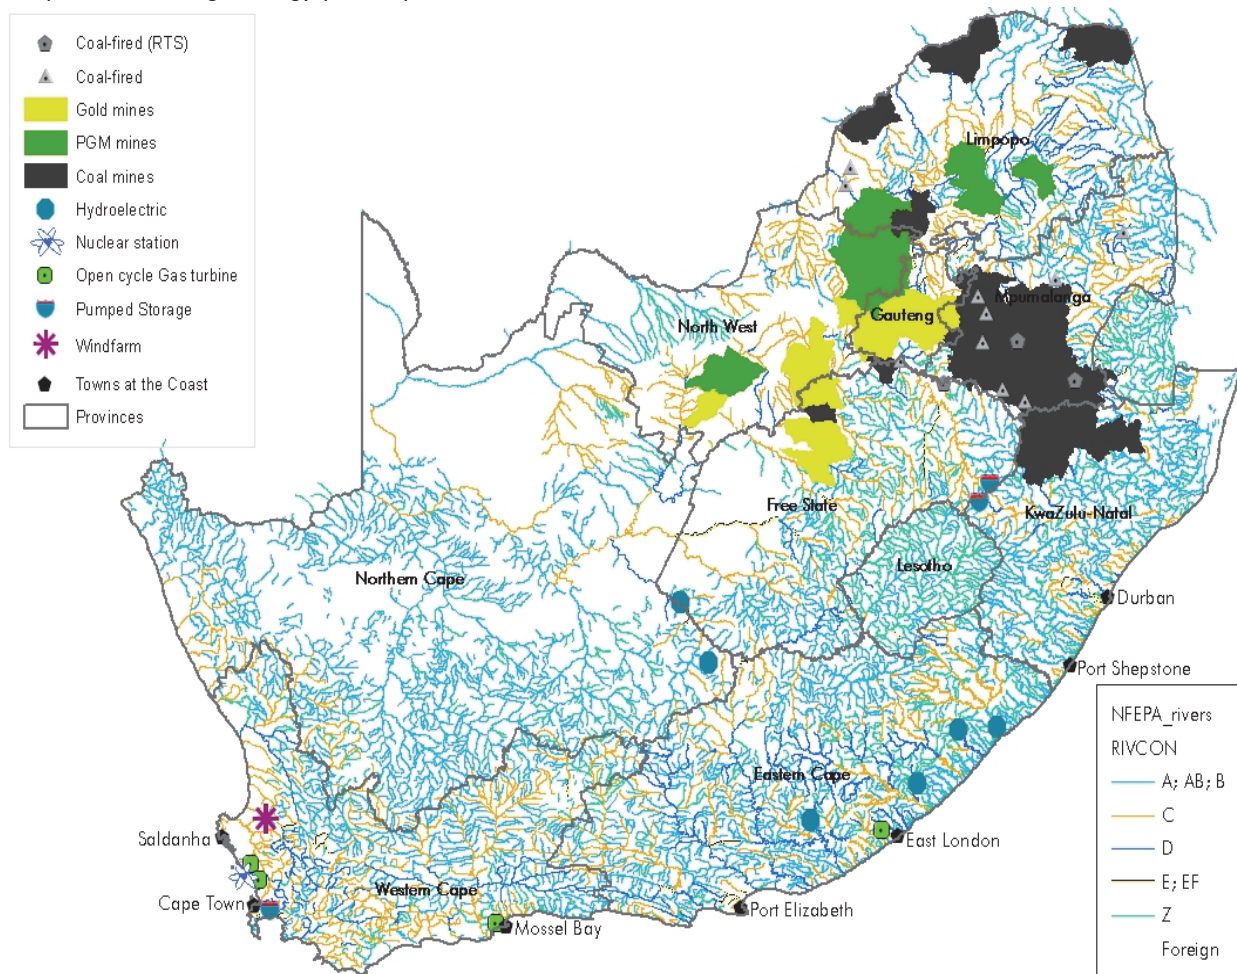 Coal-fired (RTS)
Coal-fired
Gold mines
PGM mines
Coal mines
Hydroelectric
Nuclear station
Open cycle Gas turbine
Pumped Storage
Windfarm
Towns at the Coast
Provinces
Limpopo
Mpumalanga
Gauteng
North West
Free State
KwaZulu-Natal
Lesotho
Northern Cape
Durban
Port Shepstone
Eastern Cape
Saldanha
East London
Western Cape
Cape Town
Port Elizabeth
Mossel Bay
NFEPA_rivers
RIVCON
A; AB; B
C
D
E; EF
Z
Foreign